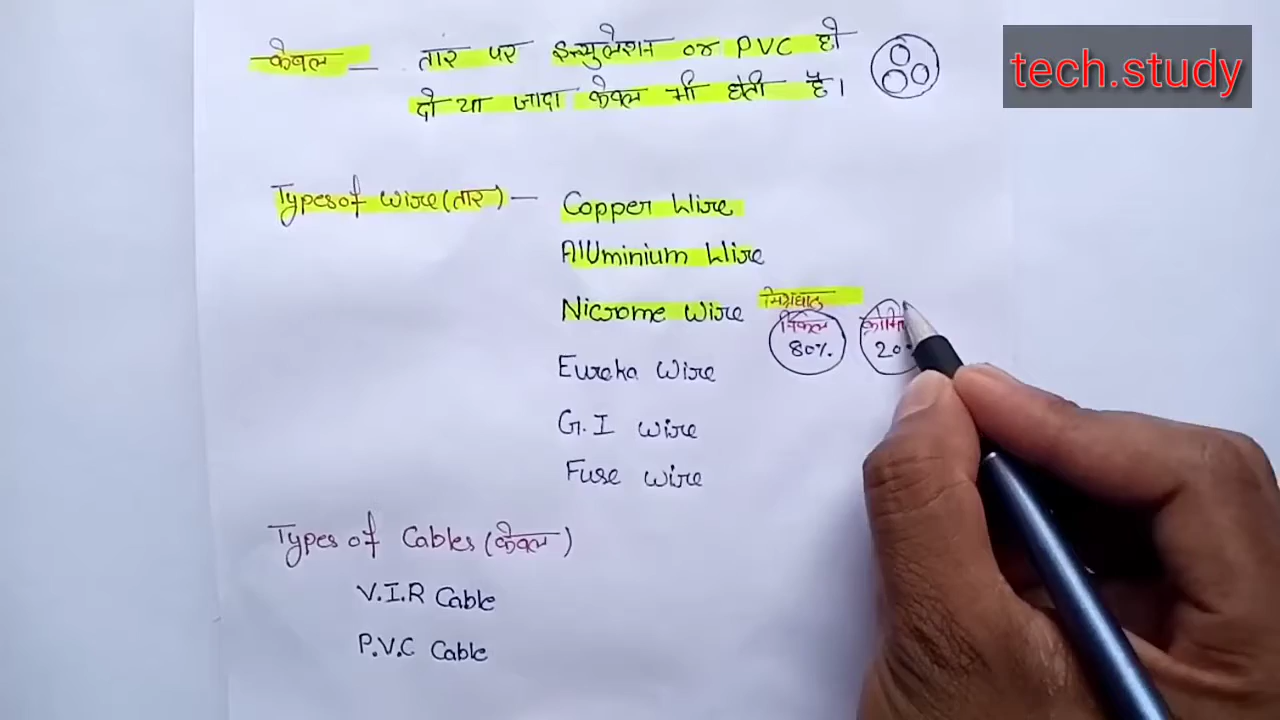 केबल — तार पर इन्सुलेशन or PVC हो
दो या जादा केबल भी होती है।
tech.study
Types of Wire (तार) — Copper Wire
Aluminium Wire
Nicrome Wire मिश्रधातु
निकल
80%
20%
Eureka Wire
G.I Wire
Fuse Wire
Types of Cables (केबल)
V.I.R Cable
P.V.C Cable